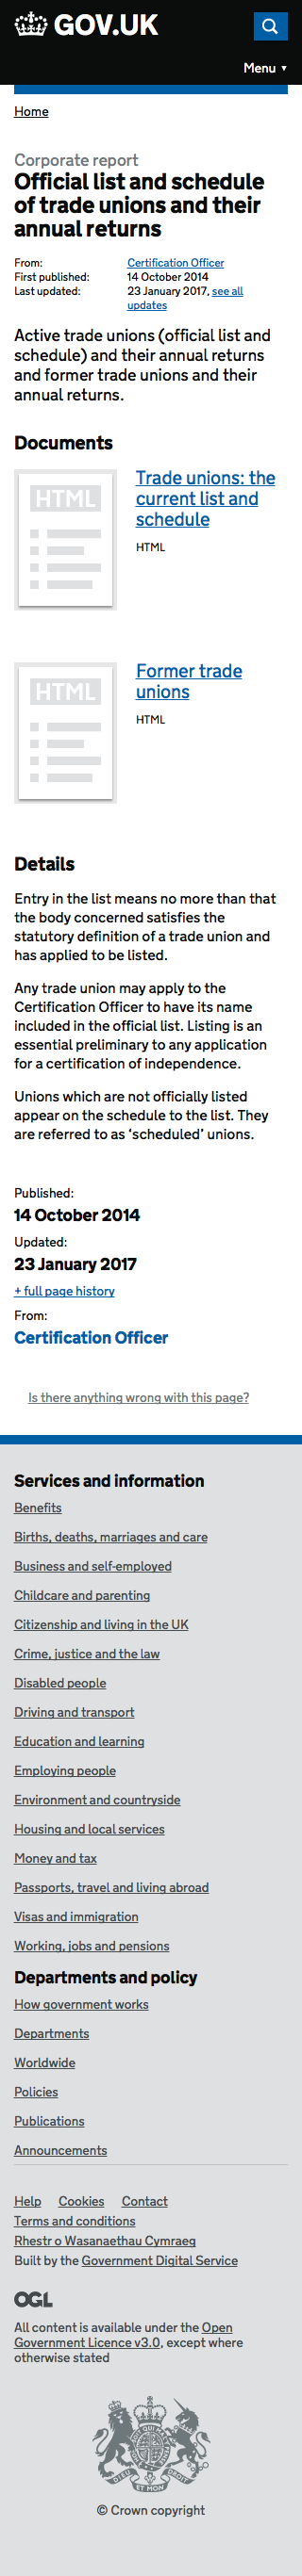 GOV.UK
Menu ▼
Home
Corporate report
Official list and schedule
of trade unions and their
annual returns
From: Certification Officer
First published: 14 October 2014
Last updated: 23 January 2017, see all
updates
Active trade unions (official list and
schedule) and their annual returns
and former trade unions and their
annual returns.
Documents
HTML
Trade unions: the
current list and
schedule
HTML
HTML
Former trade
unions
HTML
Details
Entry in the list means no more than that
the body concerned satisfies the
statutory definition of a trade union and
has applied to be listed.
Any trade union may apply to the
Certification Officer to have its name
included in the official list. Listing is an
essential preliminary to any application
for a certification of independence.
Unions which are not officially listed
appear on the schedule to the list. They
are referred to as ‘scheduled’ unions.
Published:
14 October 2014
Updated:
23 January 2017
+ full page history
From:
Certification Officer
Is there anything wrong with this page?
Services and information
Benefits
Births, deaths, marriages and care
Business and self-employed
Childcare and parenting
Citizenship and living in the UK
Crime, justice and the law
Disabled people
Driving and transport
Education and learning
Employing people
Environment and countryside
Housing and local services
Money and tax
Passports, travel and living abroad
Visas and immigration
Working, jobs and pensions
Departments and policy
How government works
Departments
Worldwide
Policies
Publications
Announcements
Help Cookies Contact
Terms and conditions
Rhestr o Wasanaethau Cymraeg
Built by the Government Digital Service
OGL
All content is available under the Open
Government Licence v3.0, except where
otherwise stated
© Crown copyright